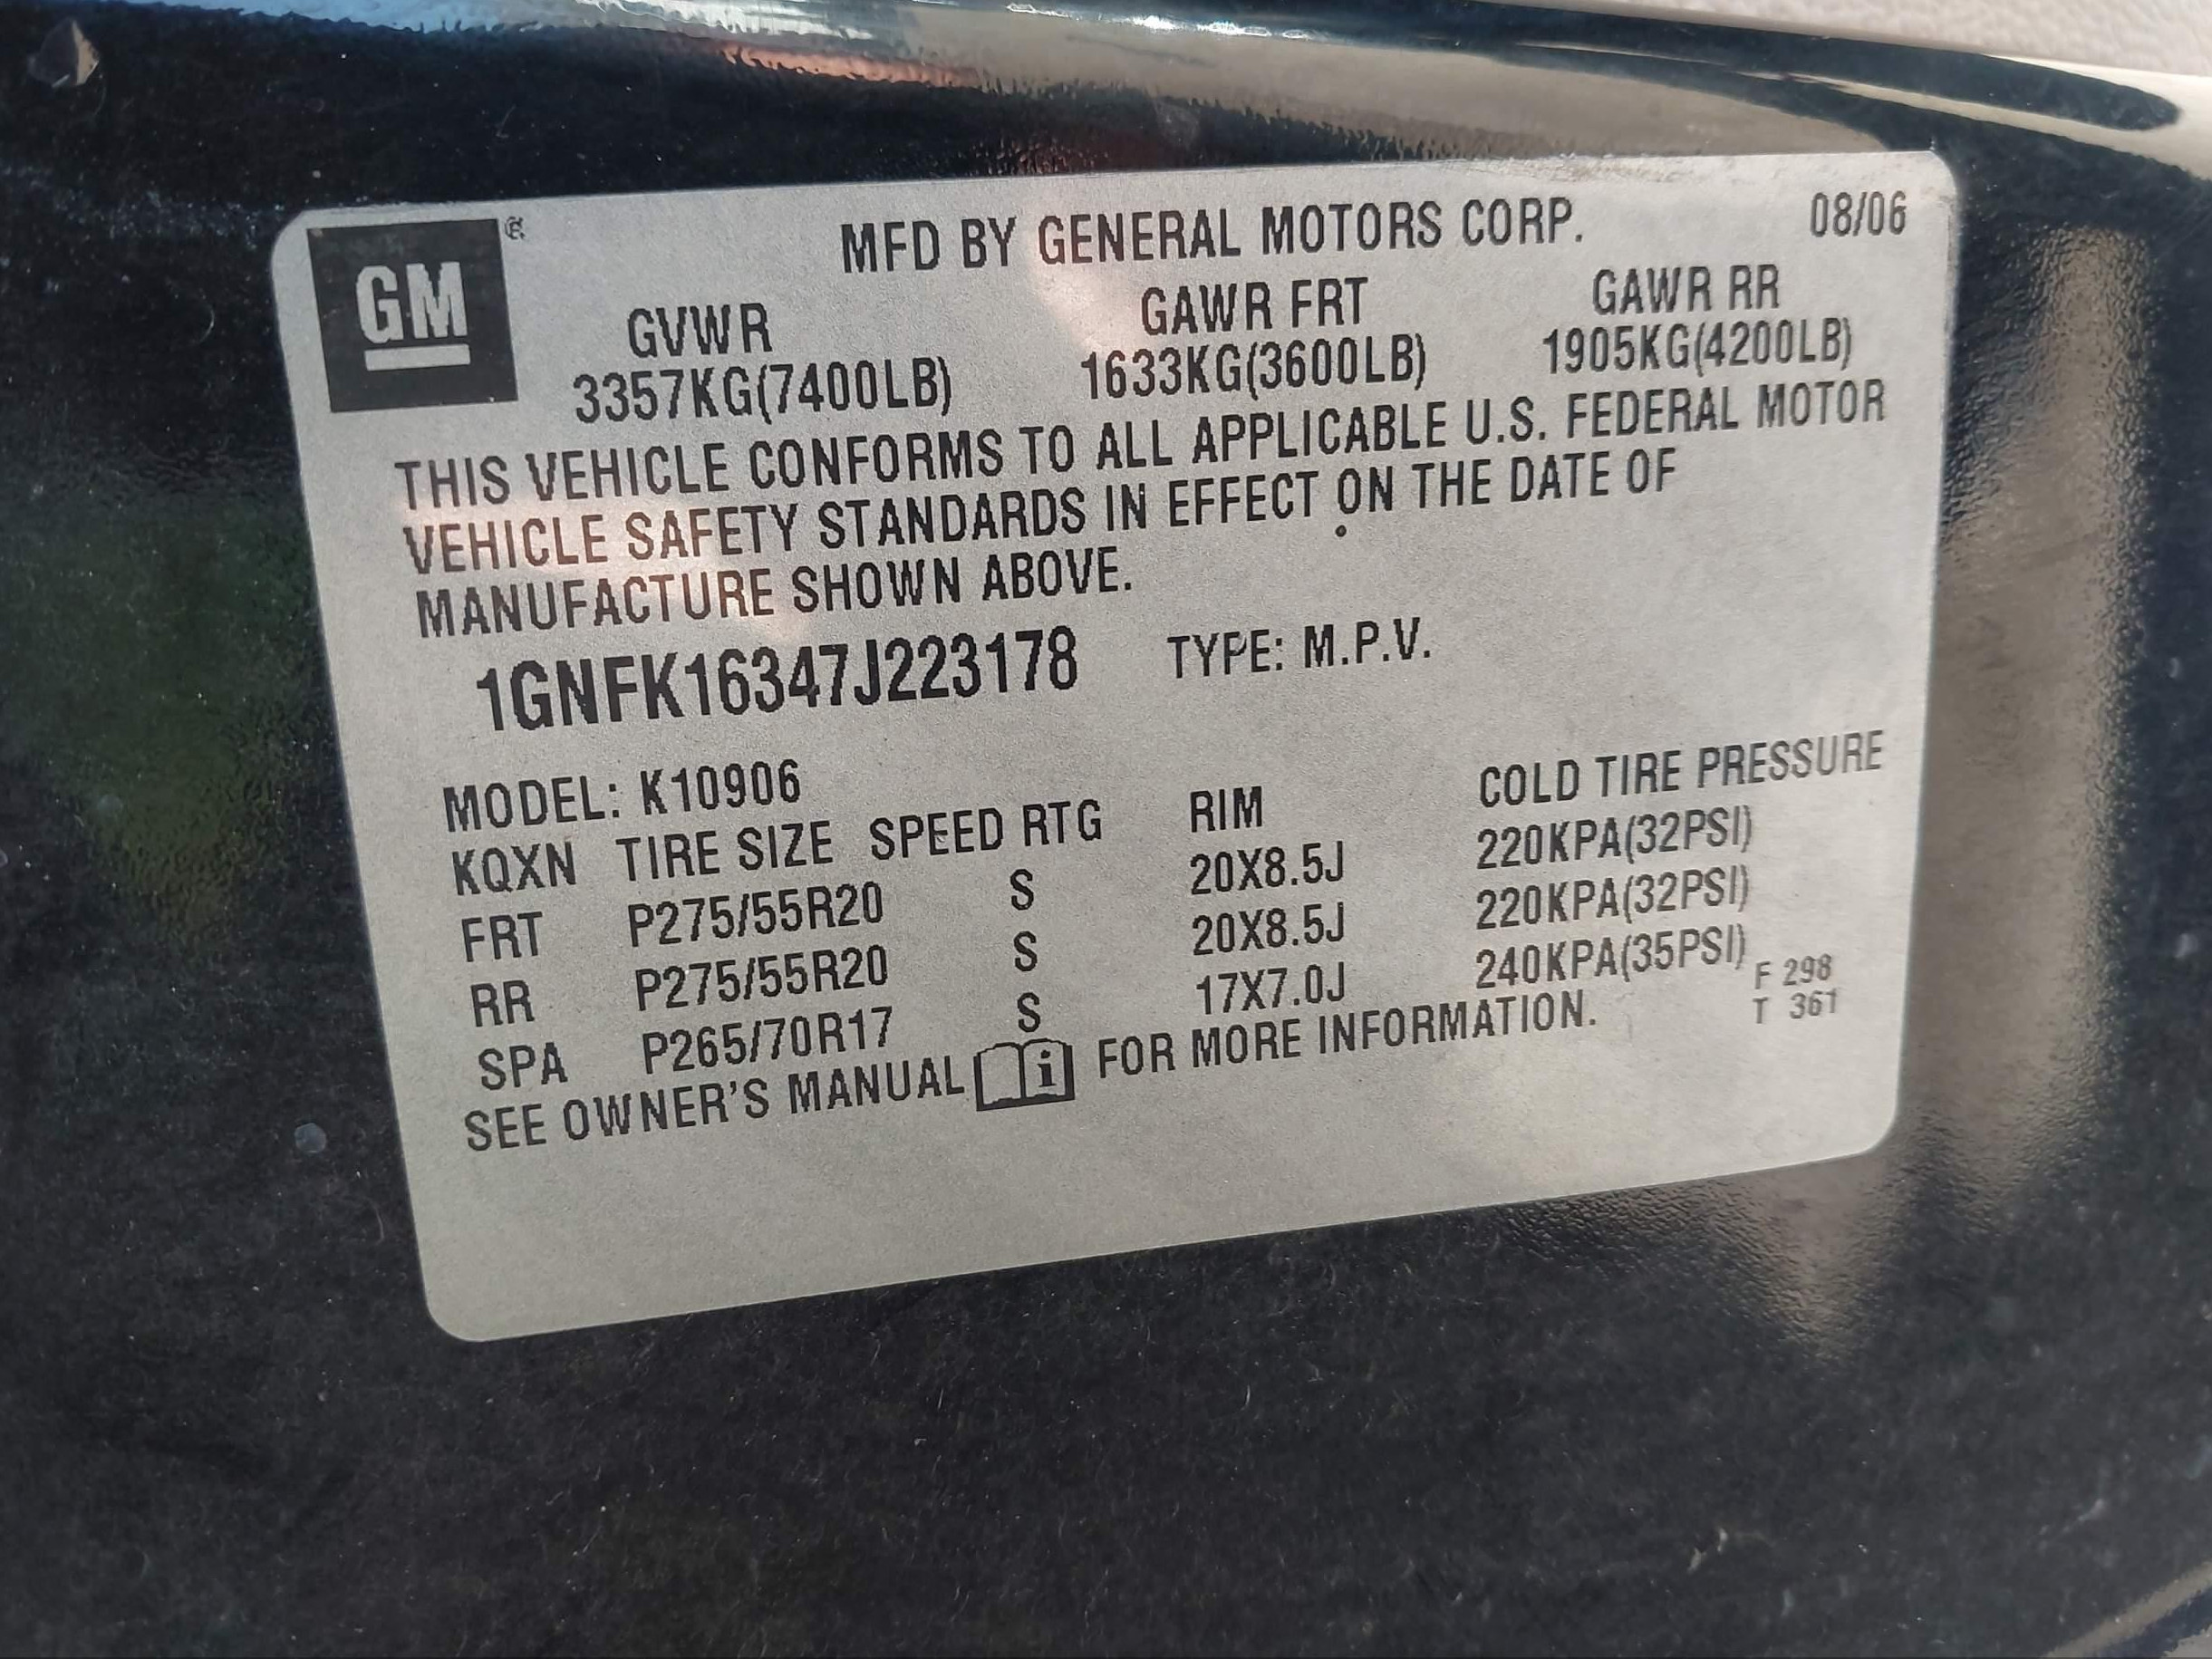 GM ®
MFD BY GENERAL MOTORS CORP. 08/06
GVWR GAWR FRT GAWR RR
3357KG(7400LB) 1633KG(3600LB) 1905KG(4200LB)
THIS VEHICLE CONFORMS TO ALL APPLICABLE U.S. FEDERAL MOTOR
VEHICLE SAFETY STANDARDS IN EFFECT ON THE DATE OF
MANUFACTURE SHOWN ABOVE.
1GNFK16347J223178 TYPE: M.P.V.
MODEL: K10906
KQXN TIRE SIZE SPEED RTG RIM COLD TIRE PRESSURE
FRT P275/55R20 S 20X8.5J 220KPA(32PSI)
RR P275/55R20 S 20X8.5J 220KPA(32PSI)
SPA P265/70R17 S 17X7.0J 240KPA(35PSI)
SEE OWNER'S MANUAL i FOR MORE INFORMATION.
F 298
T 361